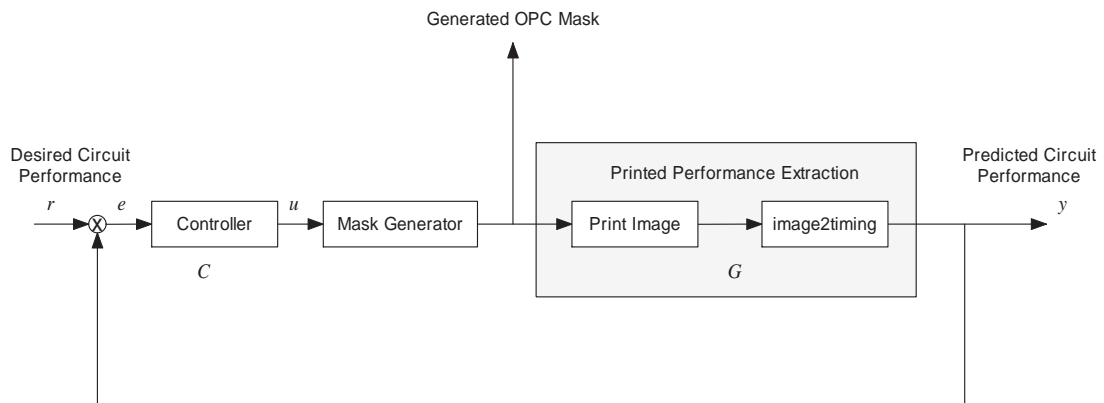 Generated OPC Mask
Desired Circuit
Performance
Printed Performance Extraction
Predicted Circuit
Performance
r
X
e
Controller
u
Mask Generator
Print Image
image2timing
y
C
G